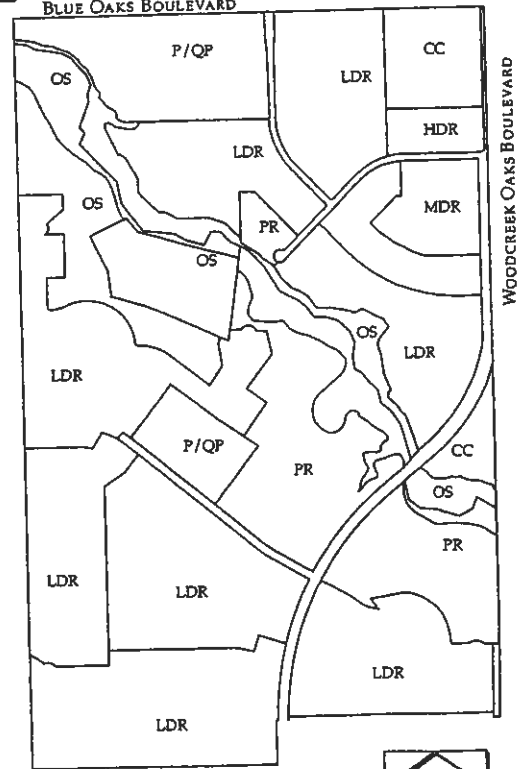 BLUE OAKS BOULEVARD
P/QP
CC
OS
LDR
WOODCREEK OAKS BOULEVARD
HDR
LDR
OS
MDR
PR
OS
OS
LDR
LDR
P/QP
CC
PR
OS
PR
LDR
LDR
LDR
LDR